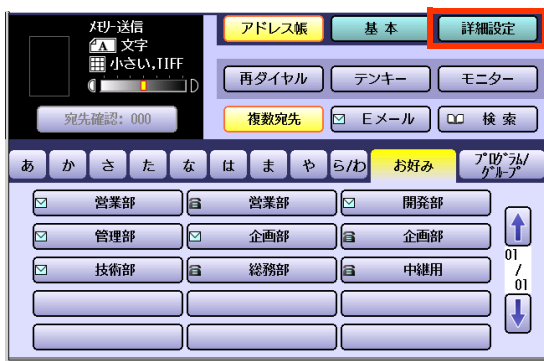 メモリー送信
A 文字
小さい,TIFF
D
宛先確認: 000
アドレス帳 基本 詳細設定
再ダイヤル テンキー モニター
複数宛先 Eメール 検索
あ か さ た な は ま や ら/わ お好み プログラム/
グループ
営業部 営業部 開発部
管理部 企画部 企画部
技術部 総務部 中継用
01
/
01